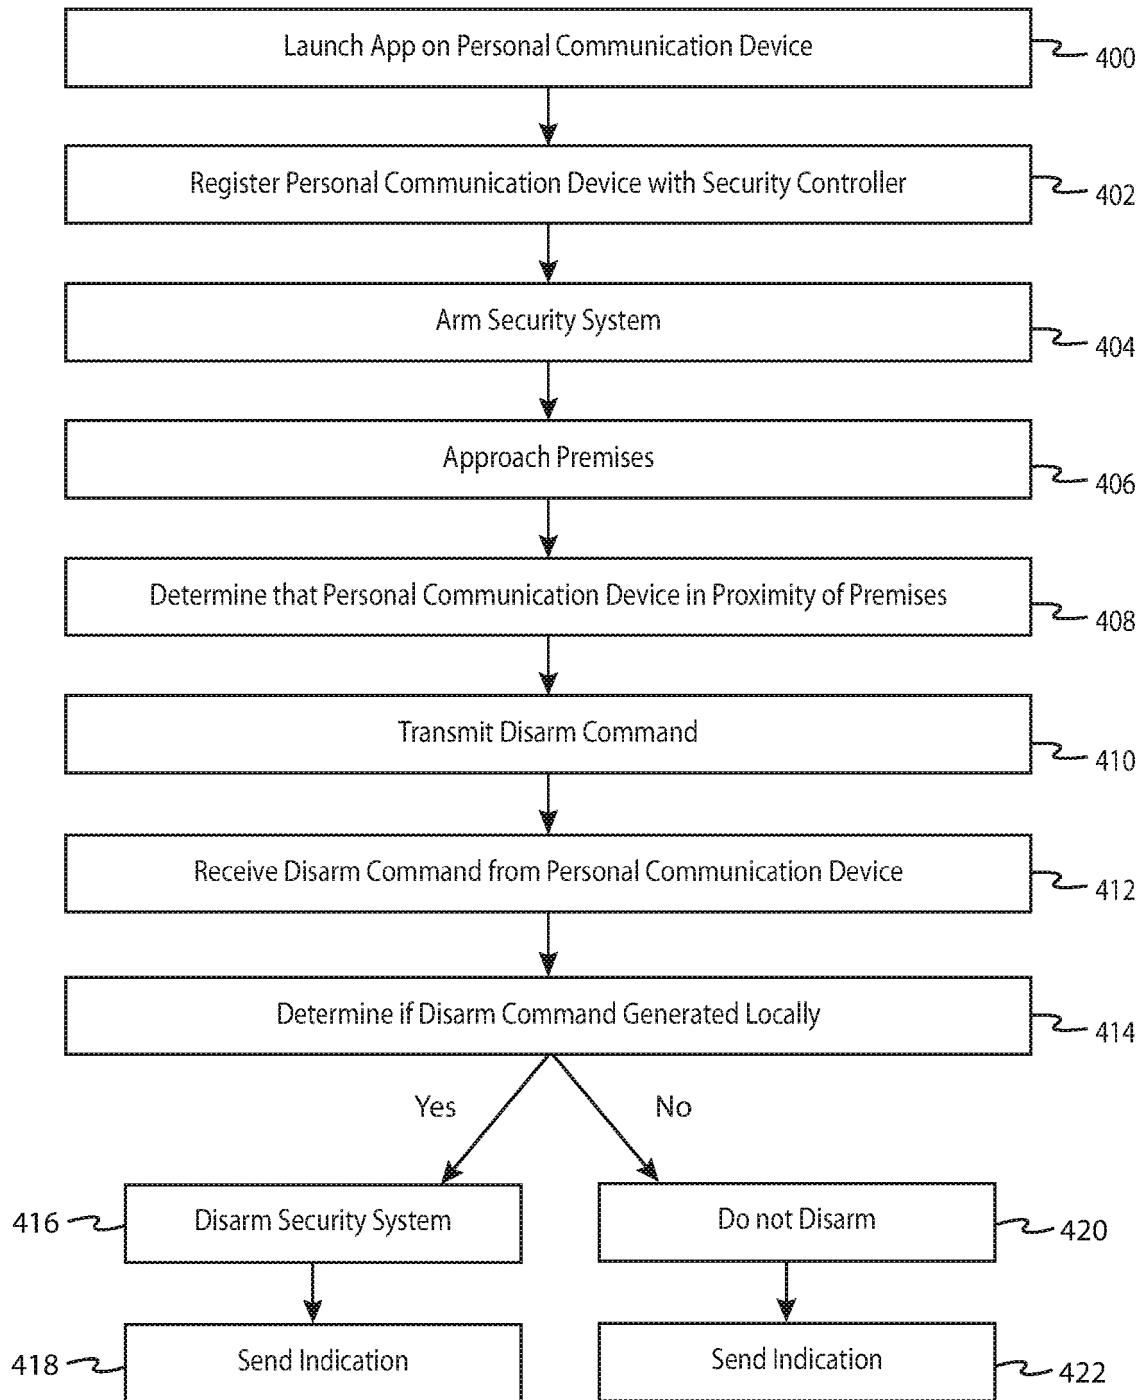 Launch App on Personal Communication Device
400
Register Personal Communication Device with Security Controller
402
Arm Security System
404
Approach Premises
406
Determine that Personal Communication Device in Proximity of Premises
408
Transmit Disarm Command
410
Receive Disarm Command from Personal Communication Device
412
Determine if Disarm Command Generated Locally
414
Yes
No
416
Disarm Security System
Do not Disarm
420
418
Send Indication
Send Indication
422